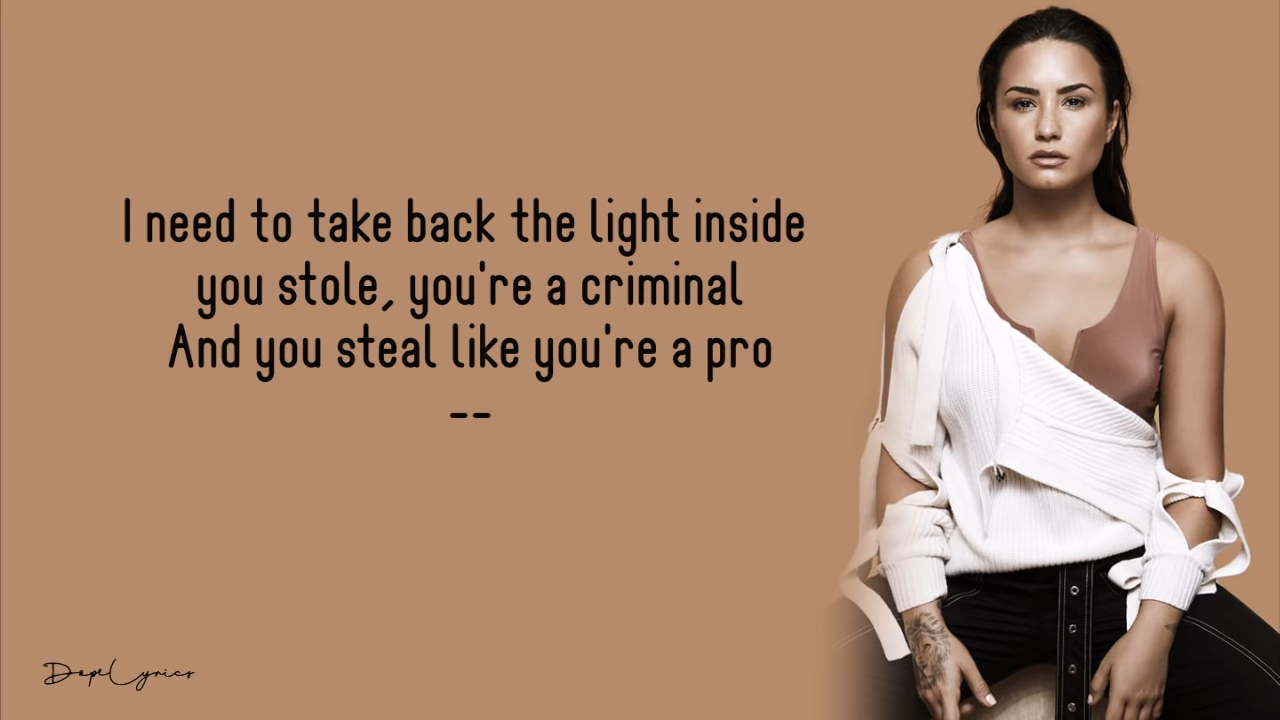 I need to take back the light inside
you stole, you're a criminal
And you steal like you're a pro
--
DopeLyrics